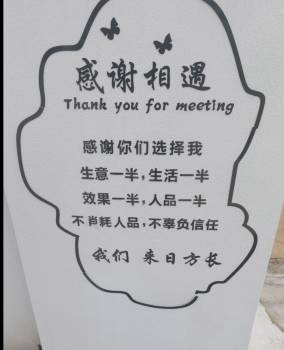 感谢相遇
Thank you for meeting
感谢你们选择我
生意一半，生活一半
效果一半，人品一半
不消耗人品，不辜负信任
我们 来日方长